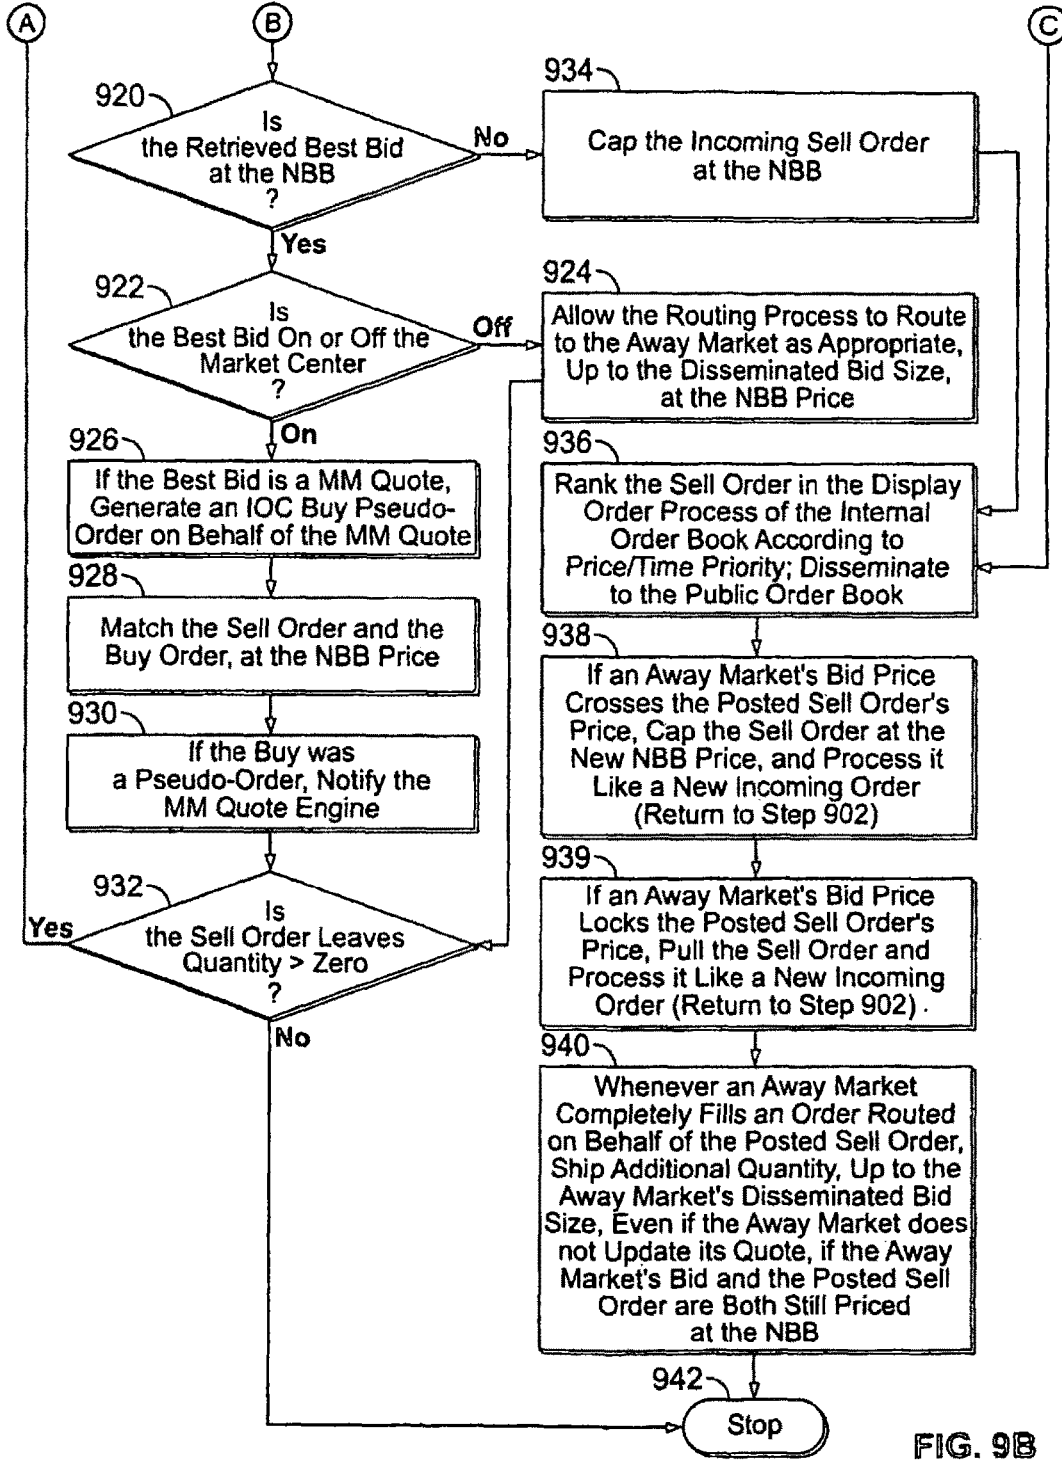 A
B
C
920
Is
the Retrieved Best Bid
at the NBB
?
No
Yes
934
Cap the Incoming Sell Order
at the NBB
922
Is
the Best Bid On or Off the
Market Center
?
Off
On
924
Allow the Routing Process to Route
to the Away Market as Appropriate,
Up to the Disseminated Bid Size,
at the NBB Price
926
If the Best Bid is a MM Quote,
Generate an IOC Buy Pseudo-
Order on Behalf of the MM Quote
928
Match the Sell Order and the
Buy Order, at the NBB Price
930
If the Buy was
a Pseudo-Order, Notify the
MM Quote Engine
932
Is
the Sell Order Leaves
Quantity > Zero
?
Yes
No
936
Rank the Sell Order in the Display
Order Process of the Internal
Order Book According to
Price/Time Priority; Disseminate
to the Public Order Book
938
If an Away Market's Bid Price
Crosses the Posted Sell Order's
Price, Cap the Sell Order at the
New NBB Price, and Process it
Like a New Incoming Order
(Return to Step 902)
939
If an Away Market's Bid Price
Locks the Posted Sell Order's
Price, Pull the Sell Order and
Process it Like a New Incoming
Order (Return to Step 902) .
940
Whenever an Away Market
Completely Fills an Order Routed
on Behalf of the Posted Sell Order,
Ship Additional Quantity, Up to the
Away Market's Disseminated Bid
Size, Even if the Away Market does
not Update its Quote, if the Away
Market's Bid and the Posted Sell
Order are Both Still Priced
at the NBB
942
Stop
FIG. 9B